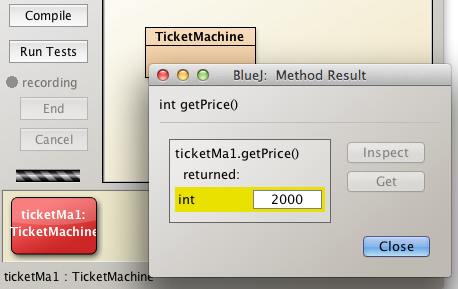 Compile
Run Tests
recording
End
Cancel
TicketMachine
BlueJ: Method Result
int getPrice()
ticketMa1.getPrice()
returned:
int 2000
Inspect
Get
Close
ticketMa1:
TicketMachine
ticketMa1 : TicketMachine